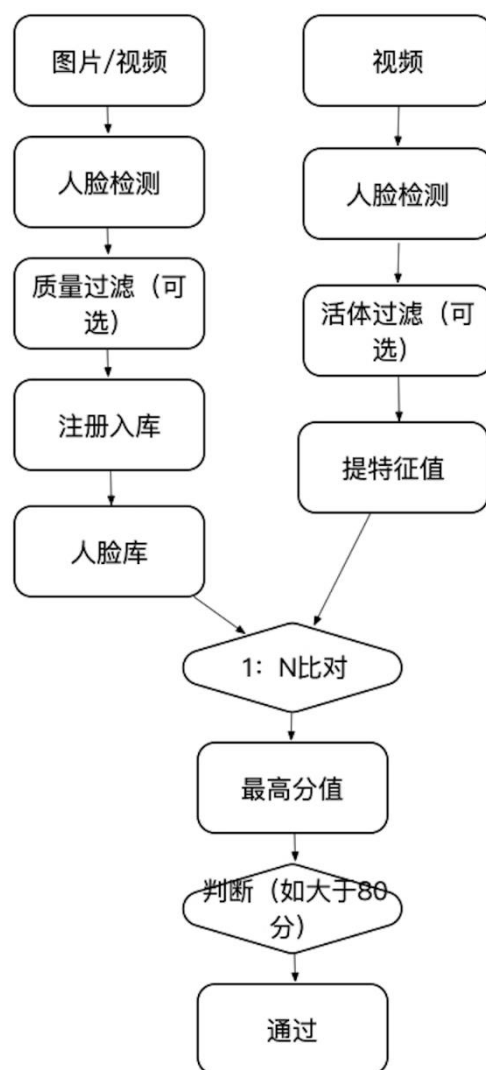 图片/视频
视频
人脸检测
人脸检测
质量过滤（可
选）
活体过滤（可
选）
注册入库
提特征值
人脸库
1：N比对
最高分值
判断（如大于80
分）
通过